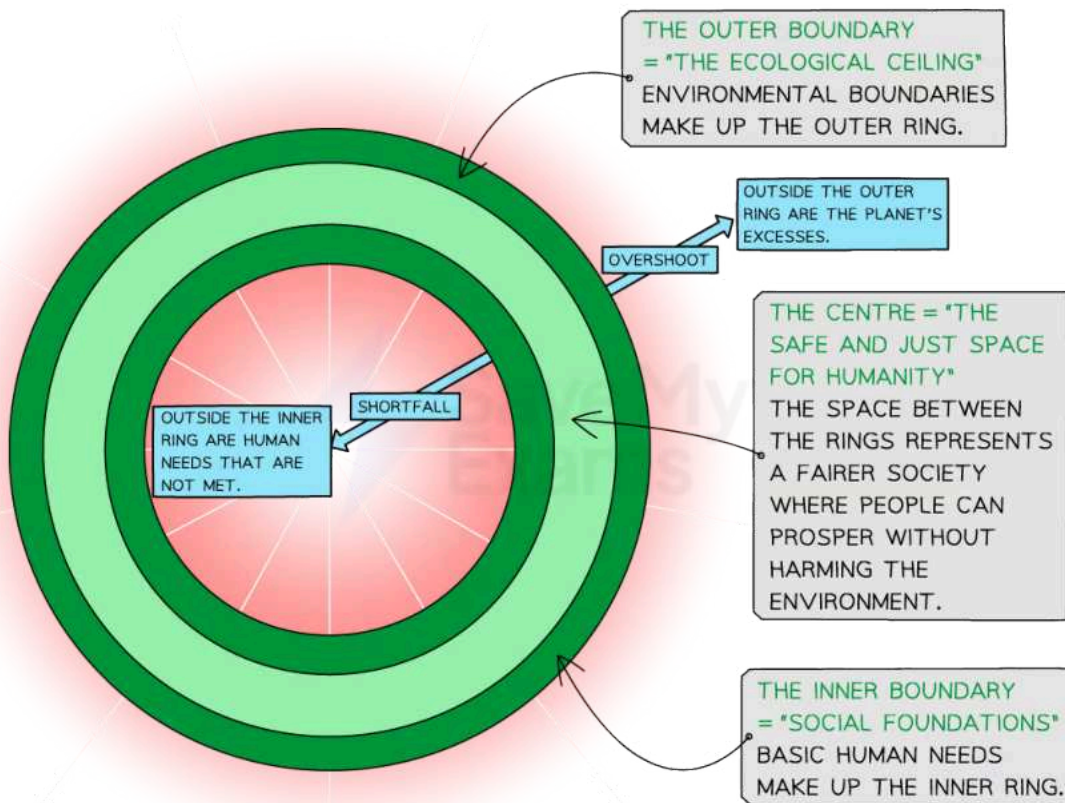 THE OUTER BOUNDARY
= "THE ECOLOGICAL CEILING"
ENVIRONMENTAL BOUNDARIES
MAKE UP THE OUTER RING.
OUTSIDE THE OUTER
RING ARE THE PLANET'S
EXCESSES.
OVERSHOOT
THE CENTRE = "THE
SAFE AND JUST SPACE
FOR HUMANITY"
THE SPACE BETWEEN
THE RINGS REPRESENTS
A FAIRER SOCIETY
WHERE PEOPLE CAN
PROSPER WITHOUT
HARMING THE
ENVIRONMENT.
SHORTFALL
OUTSIDE THE INNER
RING ARE HUMAN
NEEDS THAT ARE
NOT MET.
Save My
Exams
THE INNER BOUNDARY
= "SOCIAL FOUNDATIONS"
BASIC HUMAN NEEDS
MAKE UP THE INNER RING.